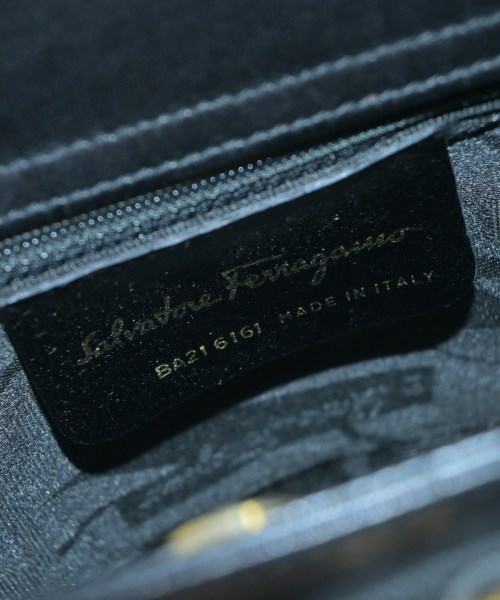 Salvatore Ferragamo
BA21 6161 MADE IN ITALY